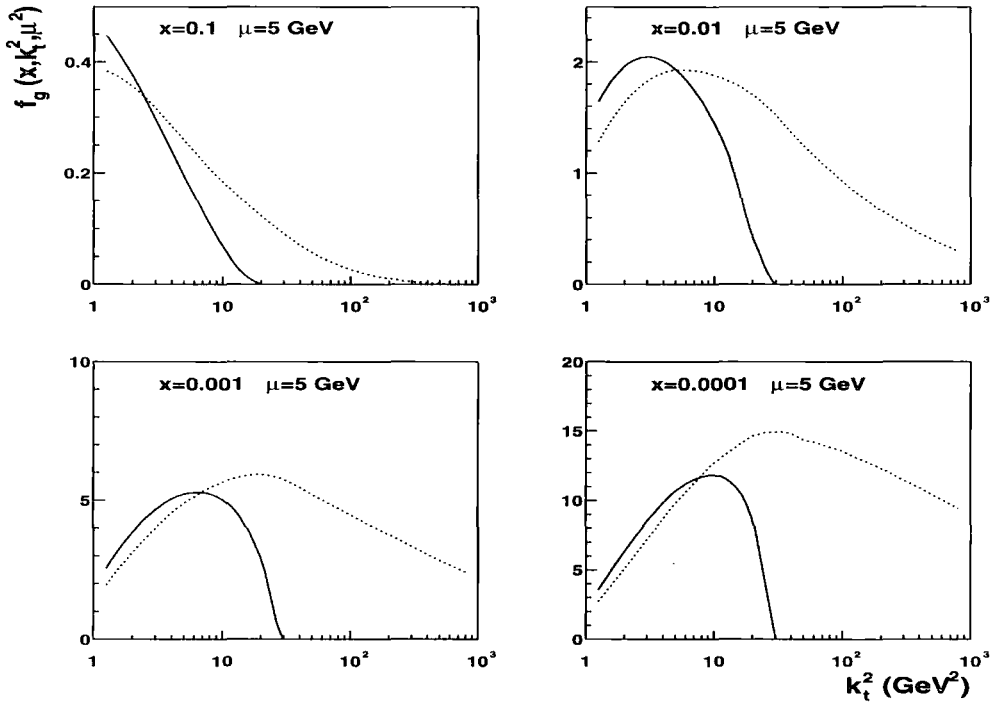 f_g (x,k_t^2,μ^2)
x=0.1 μ=5 GeV
0.4
0.2
0
1 10 10^2 10^3
x=0.01 μ=5 GeV
2
1
0
1 10 10^2 10^3
x=0.001 μ=5 GeV
10
5
0
1 10 10^2 10^3
x=0.0001 μ=5 GeV
20
15
10
5
0
1 10 10^2 10^3
k_t^2 (GeV^2)